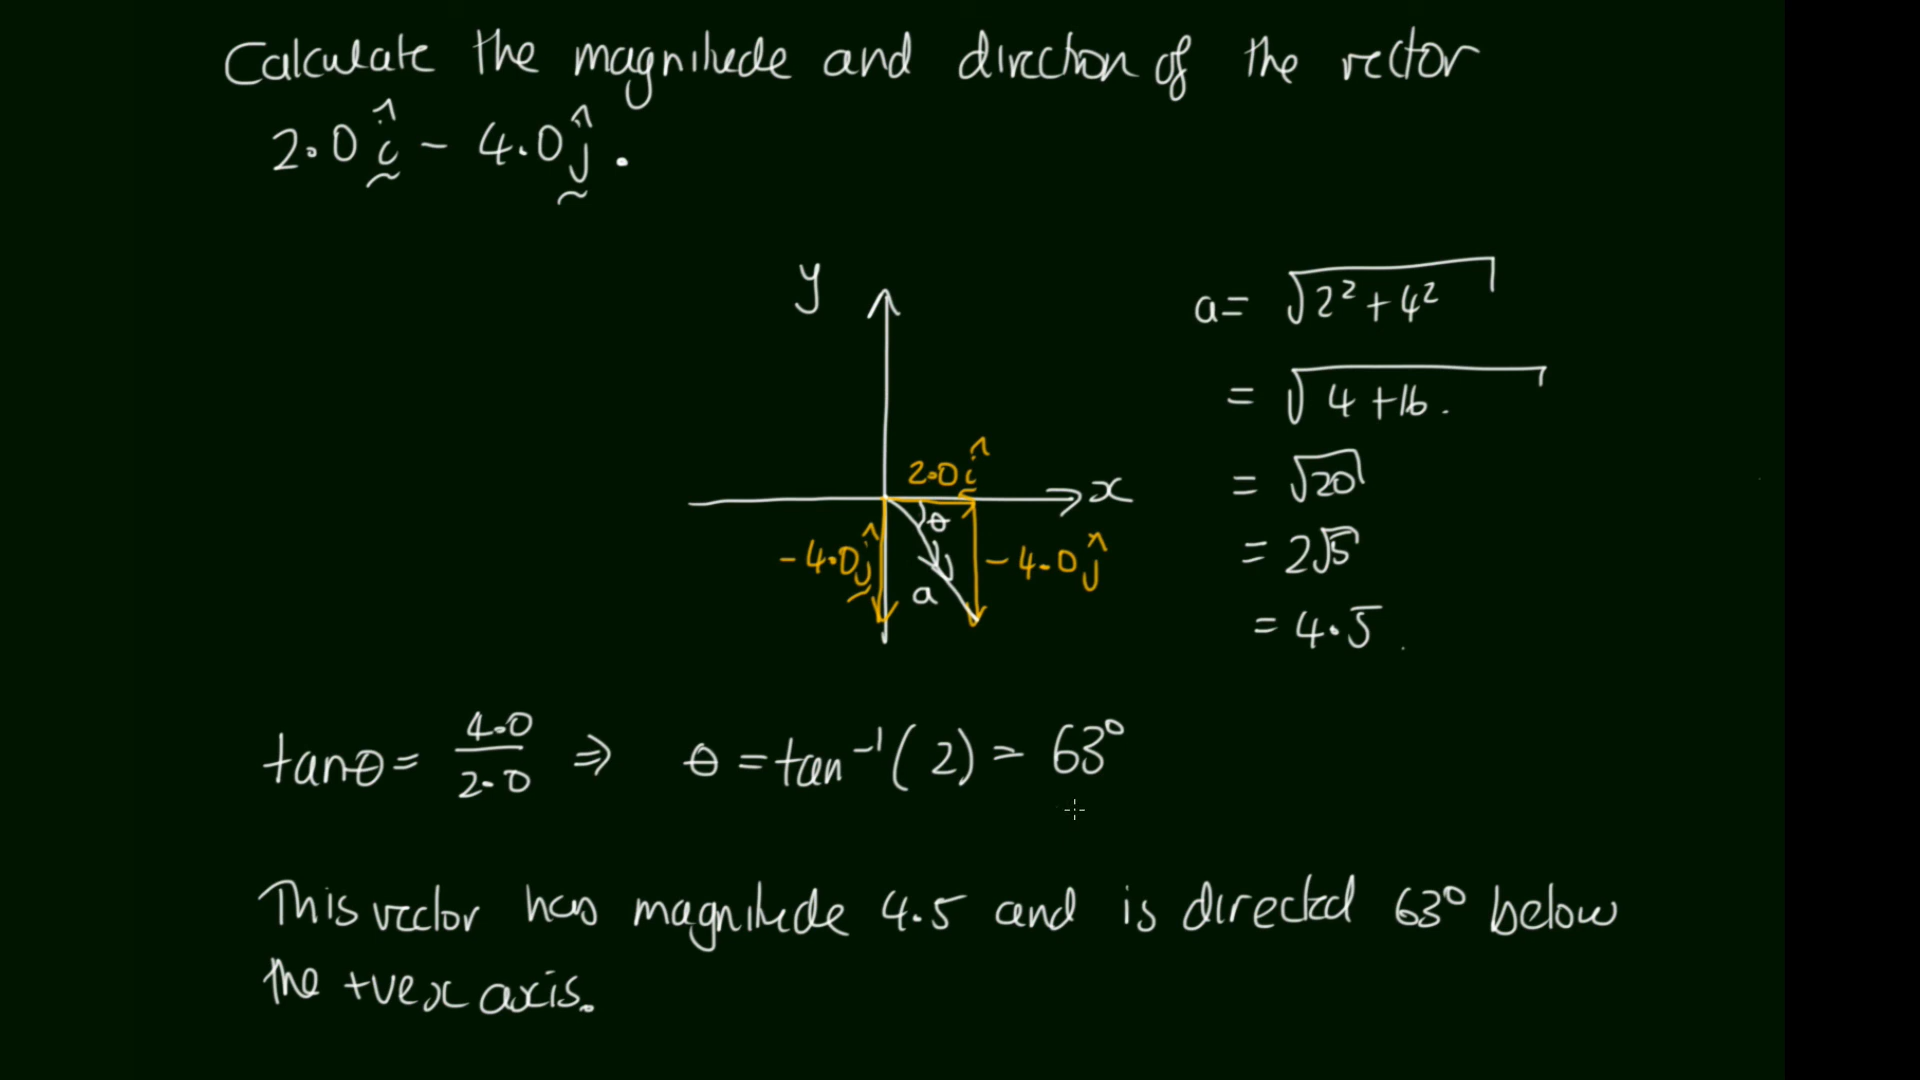 Calculate the magnitude and direction of the vector
2.0 î - 4.0 ĵ .
y
a = √2² + 4²
= √4 + 16 .
2.0 î
x
= √20
θ
-4.0 ĵ
-4.0 ĵ
= 2√5
a
= 4.5
tanθ = 4.0/2.0 ⇒ θ = tan⁻¹(2) = 63°
This vector has magnitude 4.5 and is directed 63° below
the +ve x axis.